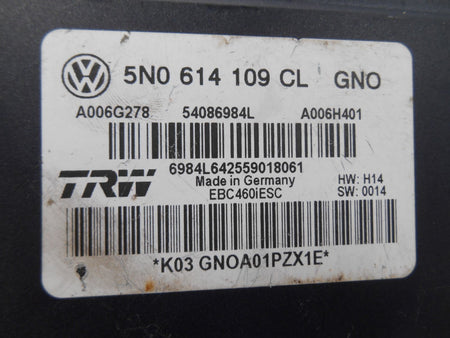 5N0 614 109 CL GNO
A006G278 54086984L A006H401
6984L642559018061
TRW Made in Germany HW: H14
EBC460iESC SW: 0014
*K03 GNOA01PZX1E*